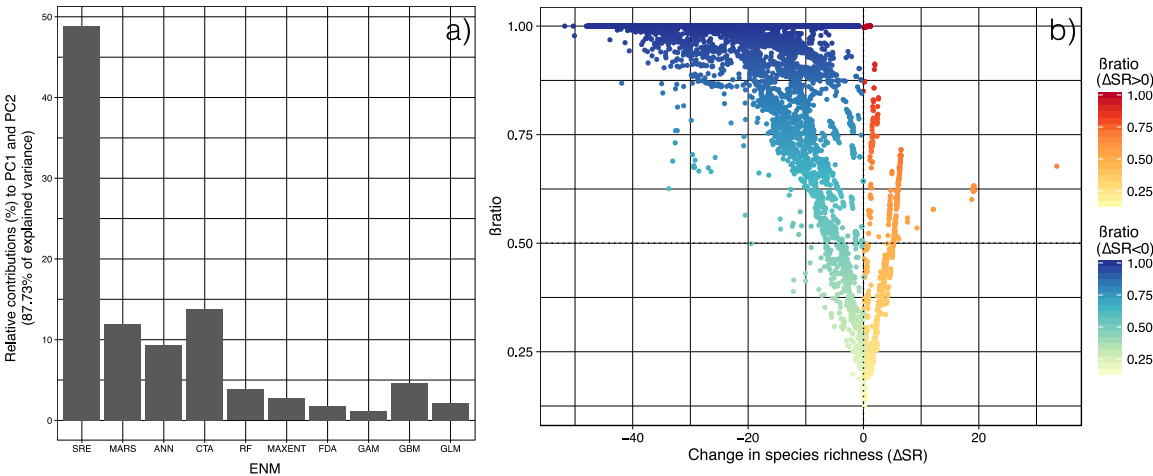 a)
Relative contributions (%) to PC1 and PC2
(87.73% of explained variance)
50
40
30
20
10
0
SRE MARS ANN CTA RF MAXENT FDA GAM GBM GLM
ENM
b)
ßratio
1.00
0.75
0.50
0.25
−40 −20 0 20
Change in species richness (ΔSR)
ßratio
(ΔSR>0)
1.00
0.75
0.50
0.25
ßratio
(ΔSR<0)
1.00
0.75
0.50
0.25